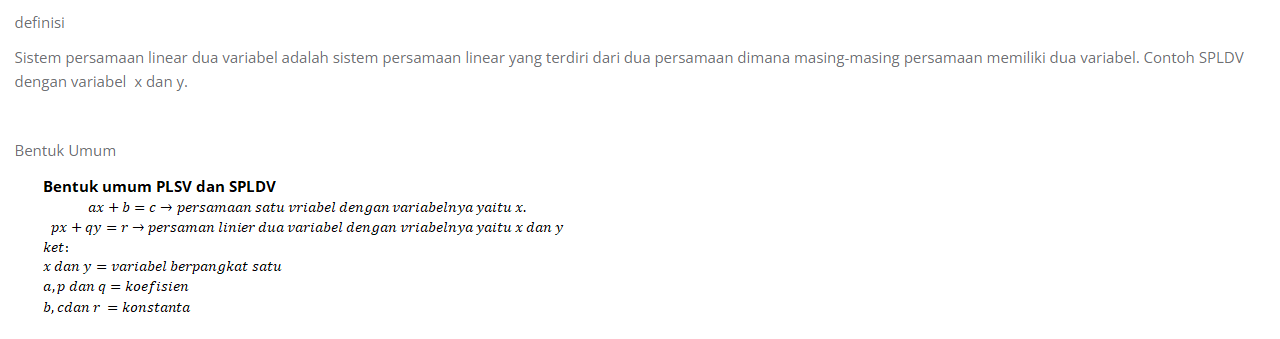 definisi
Sistem persamaan linear dua variabel adalah sistem persamaan linear yang terdiri dari dua persamaan dimana masing-masing persamaan memiliki dua variabel. Contoh SPLDV
dengan variabel  x dan y.
Bentuk Umum
Bentuk umum PLSV dan SPLDV
ax + b = c → persamaan satu vriabel dengan variabelnya yaitu x.
px + qy = r → persaman linier dua variabel dengan vriabelnya yaitu x dan y
ket:
x dan y = variabel berpangkat satu
a, p dan q = koefisien
b, cdan r = konstanta